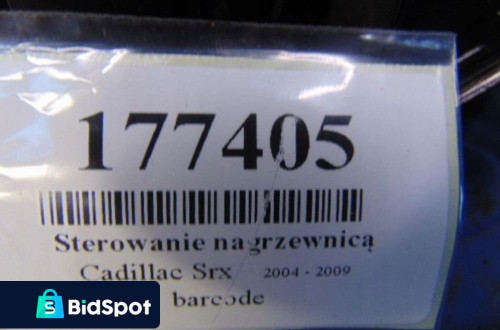 177405
Sterowanie nagrzewnicą
Cadillac Srx 2004 - 2009
barcode
BidSpot